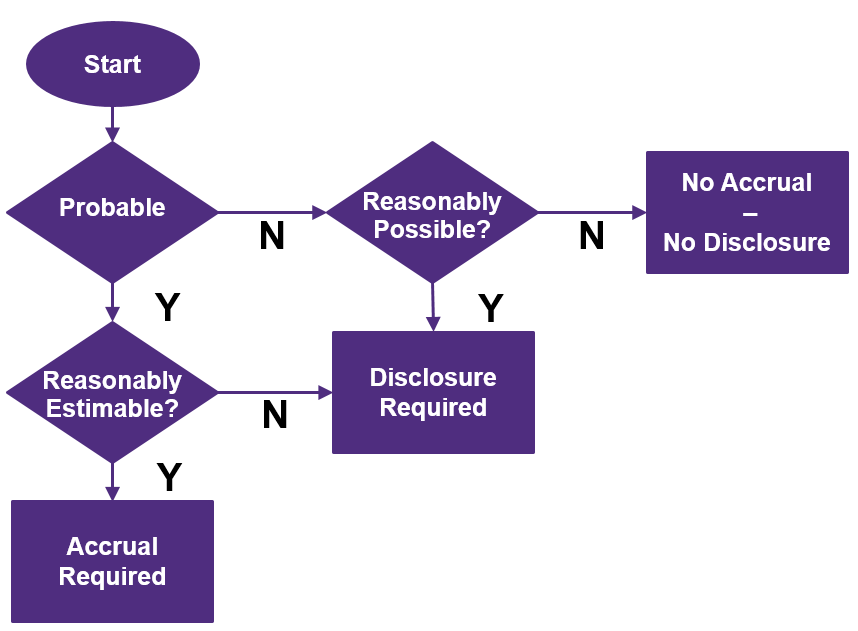 Start
Probable
N
Reasonably
Possible?
N
No Accrual
–
No Disclosure
Y
Y
Reasonably
Estimable?
N
Disclosure
Required
Y
Accrual
Required